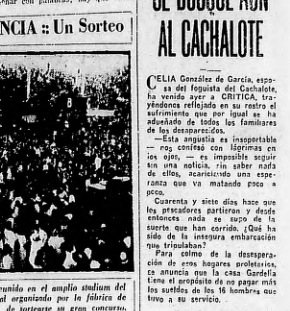 NCIA :: Un Sorteo
SE BUSQUE AUN
AL CACHALOTE
CELIA González de García, espo-
sa del foguista del Cachalote,
ha venido ayer a CRITICA, tra-
yéndonos reflejado en su rostro el
sufrimiento que por igual se ha
adueñado de todos los familiares
de los desaparecidos.
—Esta angustia es insoportable
— nos confesó con lágrimas en
los ojos, — es imposible seguir
sin una noticia, sin saber nada
de ellos, acariciando una espe-
ranza que va matando poco a
poco.
Cuarenta y siete días hace que
los pescadores partieron y desde
entonces nada se supo de la
suerte que han corrido. ¿Qué ha
sido de la insegura embarcación
que tripulaban?
Para colmo de la desespera-
ción de esos hogares proletarios,
se anuncia que la casa Gardella
tiene el propósito de no pagar más
los sueldos de los 16 hombres que
tuvo a su servicio.
reunido en el amplio stadium del
al organizado por la fábrica de
de sortearse su gran concurso.